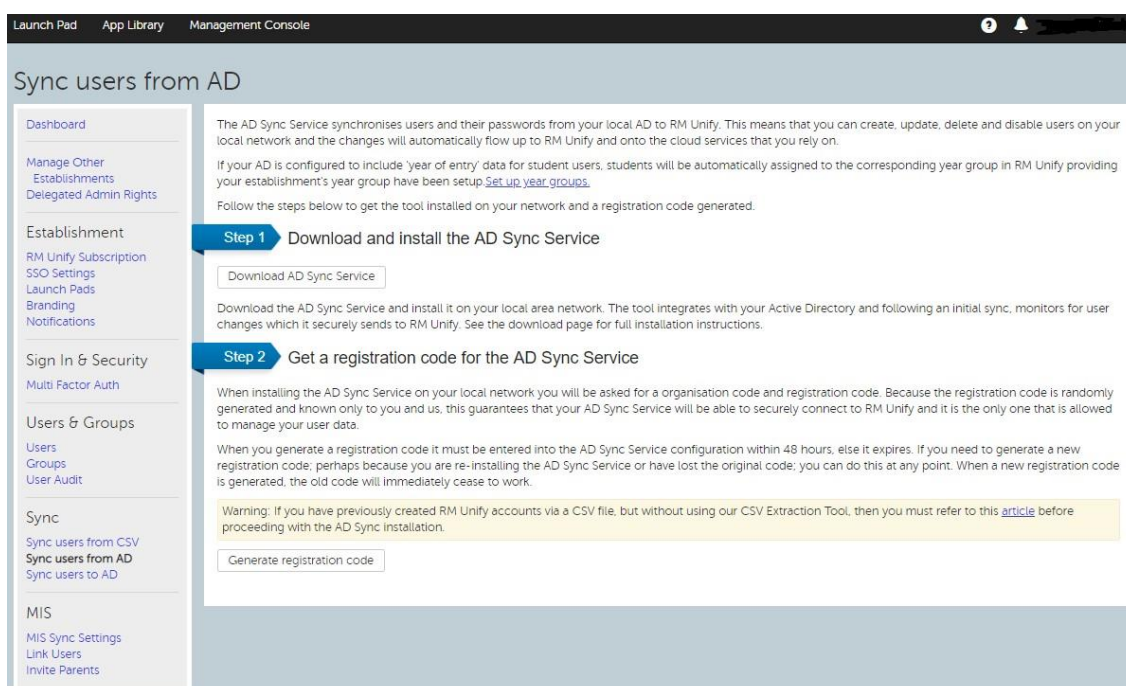 Launch Pad App Library Management Console
Sync users from AD
Dashboard
Manage Other
Establishments
Delegated Admin Rights
Establishment
RM Unify Subscription
SSO Settings
Launch Pads
Branding
Notifications
Sign In & Security
Multi Factor Auth
Users & Groups
Users
Groups
User Audit
Sync
Sync users from CSV
Sync users from AD
Sync users to AD
MIS
MIS Sync Settings
Link Users
Invite Parents
The AD Sync Service synchronises users and their passwords from your local AD to RM Unify. This means that you can create, update, delete and disable users on your
local network and the changes will automatically flow up to RM Unify and onto the cloud services that you rely on.
If your AD is configured to include 'year of entry' data for student users, students will be automatically assigned to the corresponding year group in RM Unify providing
your establishment's year group have been setup.Set up year groups.
Follow the steps below to get the tool installed on your network and a registration code generated.
Step 1 Download and install the AD Sync Service
Download AD Sync Service
Download the AD Sync Service and install it on your local area network. The tool integrates with your Active Directory and following an initial sync, monitors for user
changes which it securely sends to RM Unify. See the download page for full installation instructions.
Step 2 Get a registration code for the AD Sync Service
When installing the AD Sync Service on your local network you will be asked for a organisation code and registration code. Because the registration code is randomly
generated and known only to you and us, this guarantees that your AD Sync Service will be able to securely connect to RM Unify and it is the only one that is allowed
to manage your user data.
When you generate a registration code it must be entered into the AD Sync Service configuration within 48 hours, else it expires. If you need to generate a new
registration code; perhaps because you are re-installing the AD Sync Service or have lost the original code; you can do this at any point. When a new registration code
is generated, the old code will immediately cease to work.
Warning: If you have previously created RM Unify accounts via a CSV file, but without using our CSV Extraction Tool, then you must refer to this article before
proceeding with the AD Sync installation.
Generate registration code